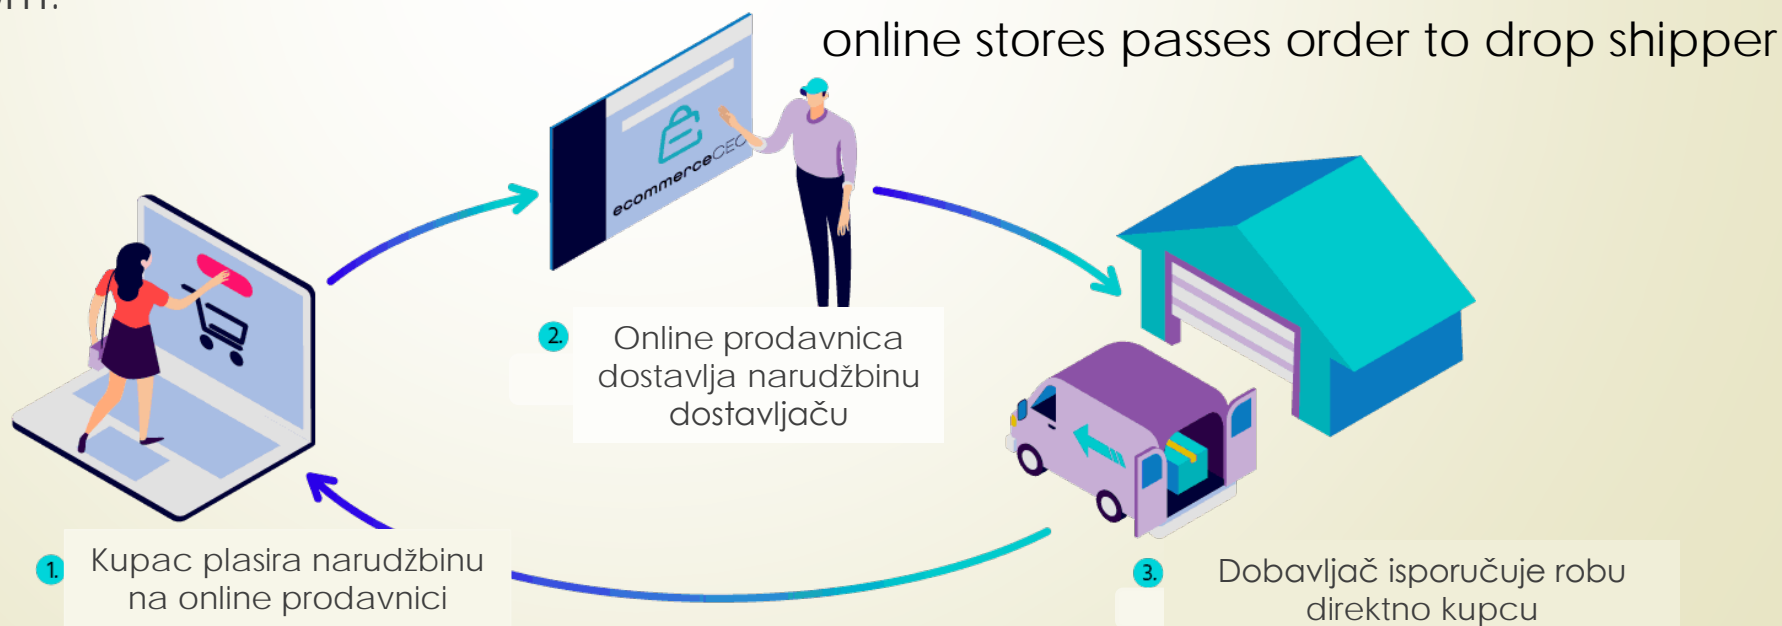 online stores passes order to drop shipper
ecommerceCEO
2.
Online prodavnica
dostavlja narudžbinu
dostavljaču
1.
Kupac plasira narudžbinu
na online prodavnici
3.
Dobavljač isporučuje robu
direktno kupcu